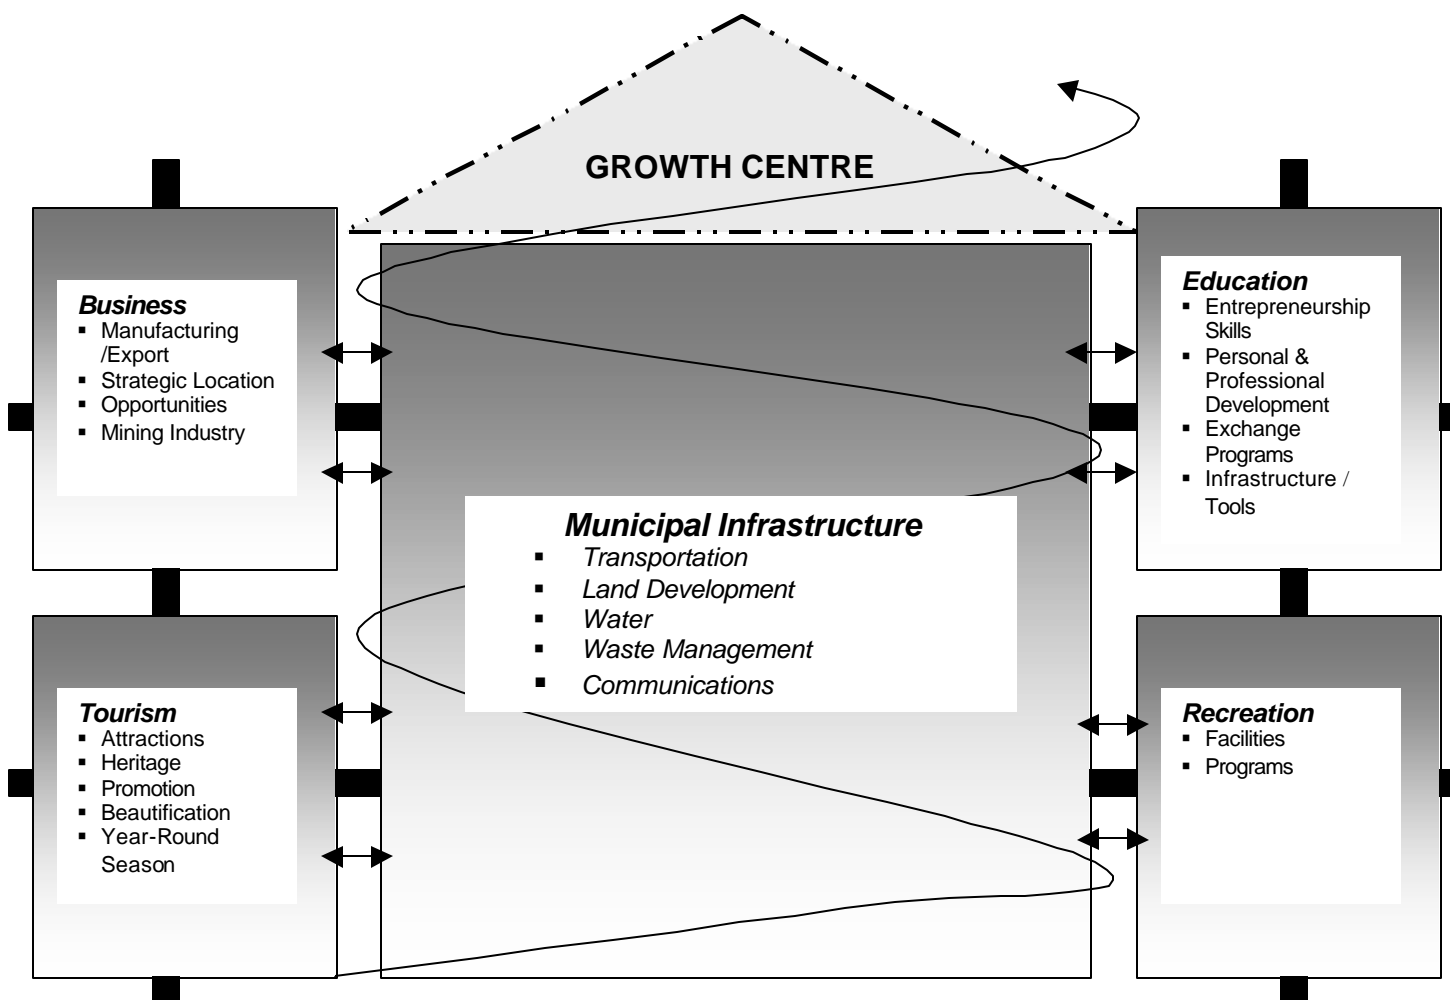 GROWTH CENTRE
Business
▪ Manufacturing
/Export
▪ Strategic Location
▪ Opportunities
▪ Mining Industry
Education
▪ Entrepreneurship
Skills
▪ Personal &
Professional
Development
▪ Exchange
Programs
▪ Infrastructure /
Tools
Municipal Infrastructure
▪ Transportation
▪ Land Development
▪ Water
▪ Waste Management
▪ Communications
Tourism
▪ Attractions
▪ Heritage
▪ Promotion
▪ Beautification
▪ Year-Round
Season
Recreation
▪ Facilities
▪ Programs